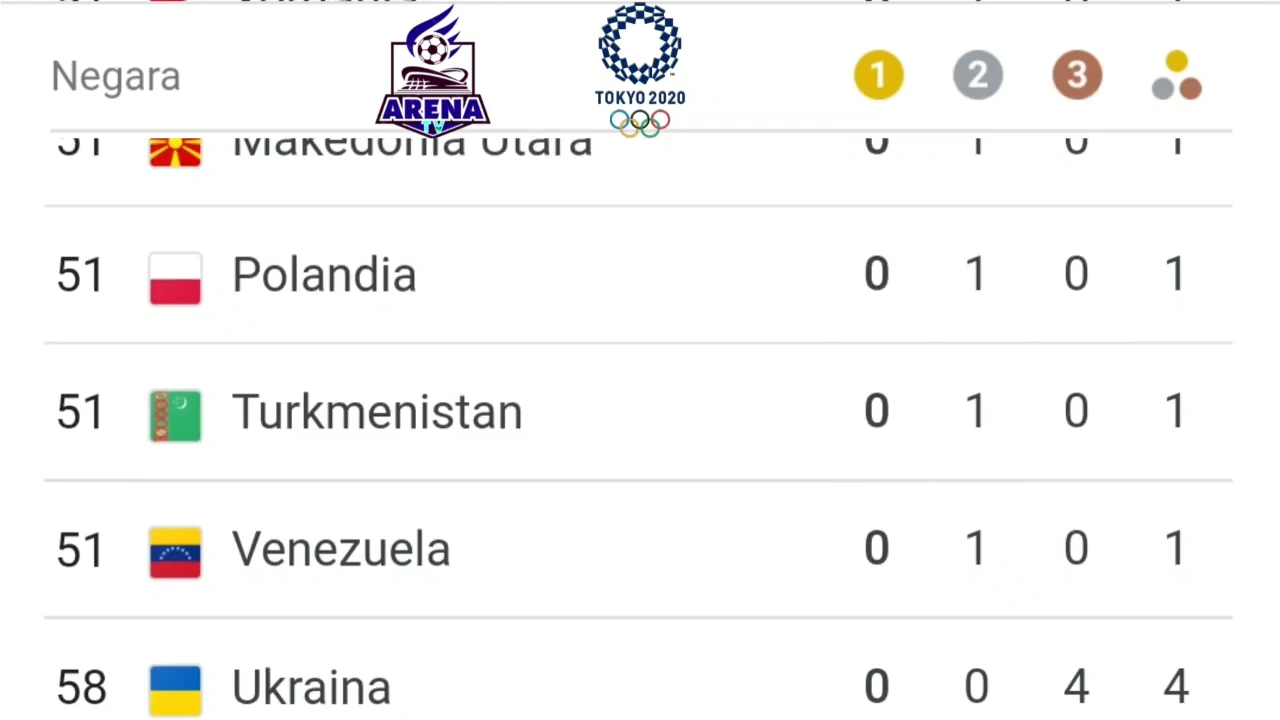 Negara 1 2 3
ARENA
TV
TOKYO 2020
51 Makedonia Utara 0 1 0 1
51 Polandia 0 1 0 1
51 Turkmenistan 0 1 0 1
51 Venezuela 0 1 0 1
58 Ukraina 0 0 4 4